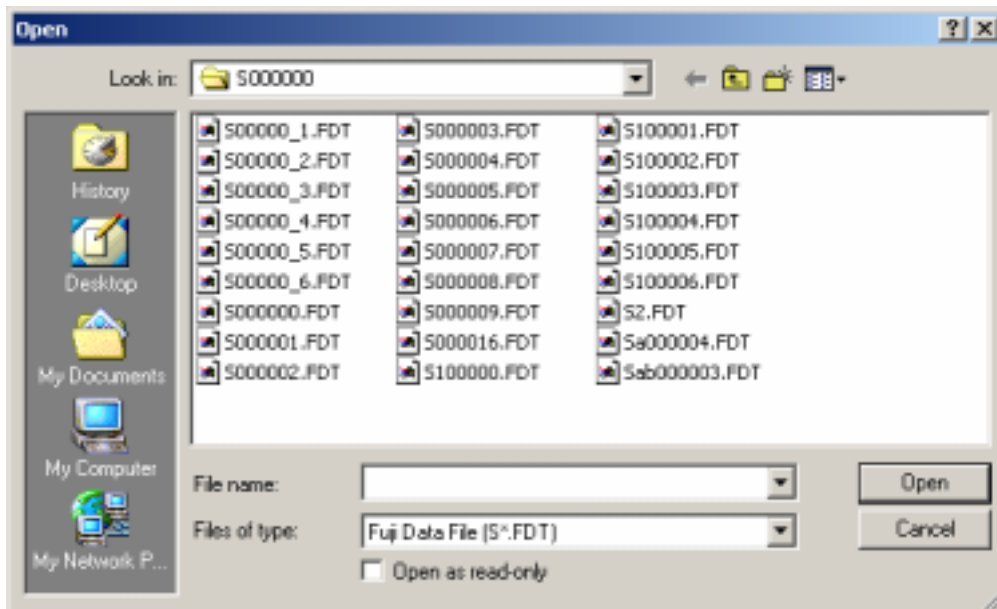 Open
Look in: S000000
History
Desktop
My Documents
My Computer
My Network P...
S00000_1.FDT
S00000_2.FDT
S00000_3.FDT
S00000_4.FDT
S00000_5.FDT
S00000_6.FDT
S000000.FDT
S000001.FDT
S000002.FDT
S000003.FDT
S000004.FDT
S000005.FDT
S000006.FDT
S000007.FDT
S000008.FDT
S000009.FDT
S000016.FDT
S100000.FDT
S100001.FDT
S100002.FDT
S100003.FDT
S100004.FDT
S100005.FDT
S100006.FDT
S2.FDT
Sa000004.FDT
Sab000003.FDT
File name:
Open
Files of type: Fuji Data File (S*.FDT)
Cancel
Open as read-only